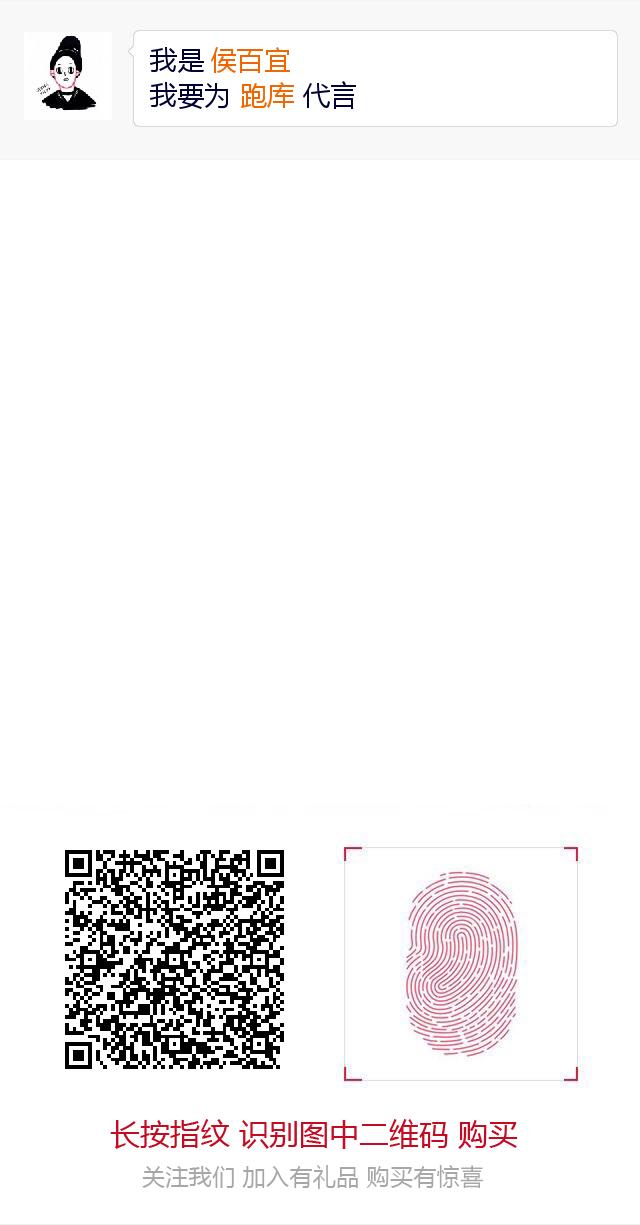 我是 侯百宜
我要为 跑库 代言
长按指纹 识别图中二维码 购买
关注我们 加入有礼品 购买有惊喜